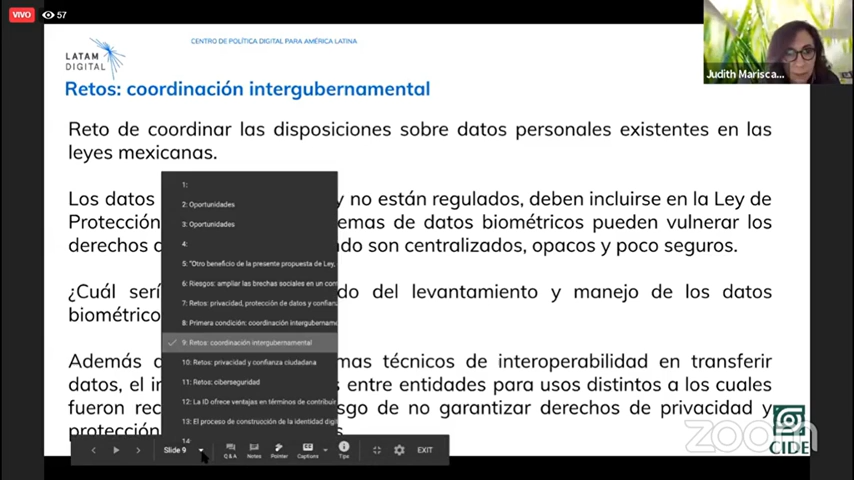 VIVO 57
LATAM
DIGITAL
CENTRO DE POLÍTICA DIGITAL PARA AMÉRICA LATINA
Judith Marisca...
Retos: coordinación intergubernamental
Reto de coordinar las disposiciones sobre datos personales existentes en las
leyes mexicanas.
Los datos y no están regulados, deben incluirse en la Ley de
Protección emas de datos biométricos pueden vulnerar los
derechos ndo son centralizados, opacos y poco seguros.
¿Cuál serí do del levantamiento y manejo de los datos
biométrico
Además mas técnicos de interoperabilidad en transferir
datos, el i s entre entidades para usos distintos a los cuales
fueron rec sgo de no garantizar derechos de privacidad y
protección
1:
2: Oportunidades
3: Oportunidades
4:
5: "Otro beneficio de la presente propuesta de Ley,
6: Riesgos: ampliar las brechas sociales en un con
7: Retos: privacidad, protección de datos y confian
8: Primera condición: coordinación intergubername
9: Retos: coordinación intergubernamental
10: Retos: privacidad y confianza ciudadana
11: Retos: ciberseguridad
12: La ID ofrece ventajas en términos de contribuir
13: El proceso de construcción de la identidad digi
14:
Slide 9 Q & A Notes Pointer Captions Tips EXIT
zoom
CIDE